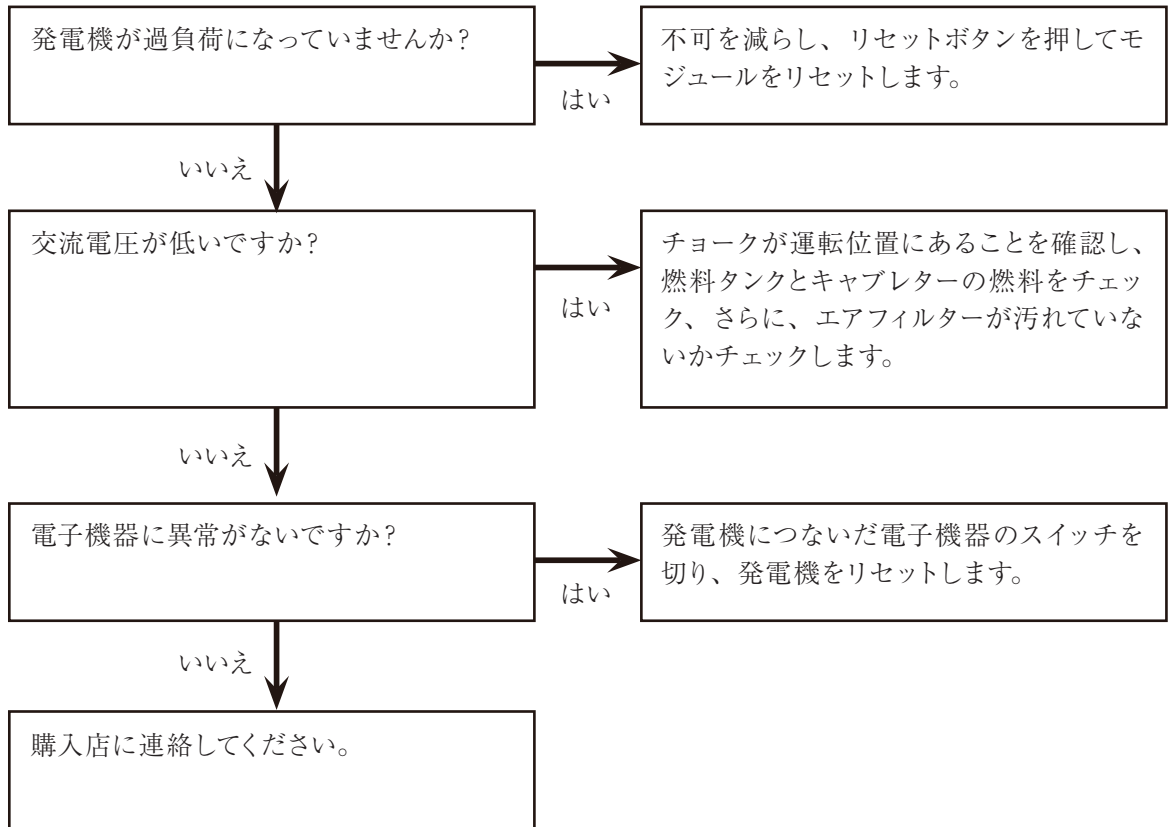 発電機が過負荷になっていませんか？
不可を減らし、リセットボタンを押してモ
ジュールをリセットします。
はい
いいえ
交流電圧が低いですか？
チョークが運転位置にあることを確認し、
燃料タンクとキャブレターの燃料をチェッ
ク、さらに、エアフィルターが汚れていな
いかチェックします。
はい
いいえ
電子機器に異常がないですか？
発電機につないだ電子機器のスイッチを
切り、発電機をリセットします。
はい
いいえ
購入店に連絡してください。